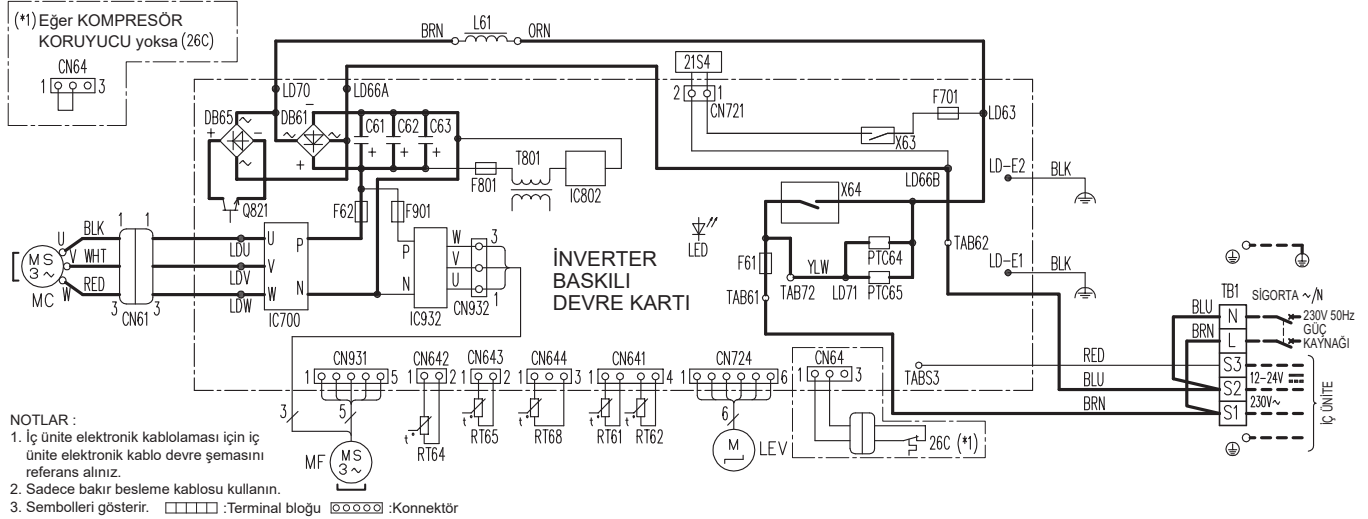 (*1) Eğer KOMPRESÖR
KORUYUCU yoksa (26C)
CN64
1 3
BRN L61 ORN
21S4
2 1
CN721
F701
LD63
X63
LD70 LD66A
DB65 ~ DB61 − C61 C62 C63
+ − ~ ~
~ + + + +
F801 T801 IC802
LD66B
LD-E2 BLK
Q821
F62 F901
X64
LED
U BLK 1 1
MS 3~ V WHT
W RED
MC
3 3
CN61
LDU U P
LDV V
LDW W N
IC700
P W 3
V
N U 1
IC932 CN932
İNVERTER
BASKILI
DEVRE KARTI
F61
TAB61
TAB72
YLW
LD71
PTC64
PTC65
TAB62
LD-E1 BLK
TB1
SİGORTA ~/N
BLU N 230V 50Hz
BRN L GÜÇ
KAYNAĞI
RED S3
BLU S2 12-24V
BRN S1 230V~
İÇ ÜNİTE
TABS3
CN931 CN642 CN643 CN644 CN641 CN724 CN64
1 5 1 2 1 2 1 3 1 4 1 6 1 3
3 5 6
t° t° t° t° t°
RT64 RT65 RT68 RT61 RT62
MF MS 3~
M LEV
26C (*1)
NOTLAR :
1. İç ünite elektronik kablolaması için iç
ünite elektronik kablo devre şemasını
referans alınız.
2. Sadece bakır besleme kablosu kullanın.
3. Sembolleri gösterir. :Terminal bloğu :Konnektör